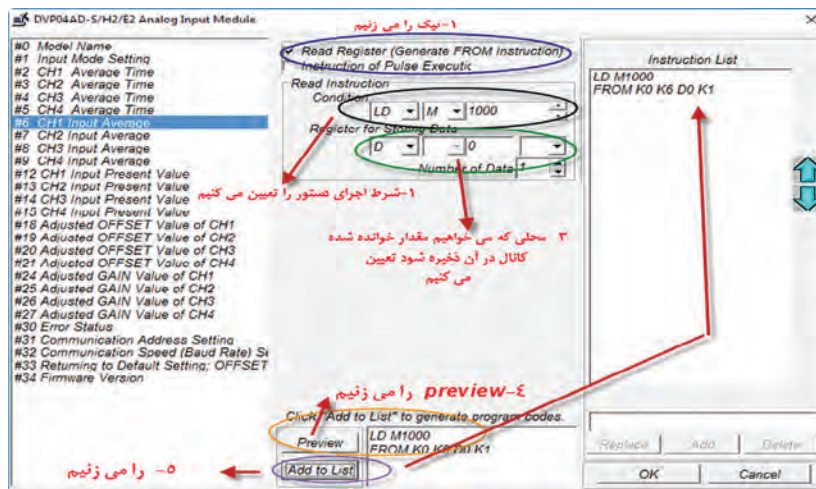 DVP04AD-S/H2/E2 Analog Input Module
#0 Model Name
#1 Input Mode Setting
#2 CH1 Average Time
#3 CH2 Average Time
#4 CH3 Average Time
#5 CH4 Average Time
#6 CH1 Input Average
#7 CH2 Input Average
#8 CH3 Input Average
#9 CH4 Input Average
#12 CH1 Input Present Value
#13 CH2 Input Present Value
#14 CH3 Input Present Value
#15 CH4 Input Present Value
#18 Adjusted OFFSET Value of CH1
#19 Adjusted OFFSET Value of CH2
#20 Adjusted OFFSET Value of CH3
#21 Adjusted OFFSET Value of CH4
#24 Adjusted GAIN Value of CH1
#25 Adjusted GAIN Value of CH2
#26 Adjusted GAIN Value of CH3
#27 Adjusted GAIN Value of CH4
#30 Error Status
#31 Communication Address Setting
#32 Communication Speed (Baud Rate) Se
#33 Returning to Default Setting; OFFSET
#34 Firmware Version
۱-تیک را می زنیم
Read Register (Generate FROM Instruction)
Instruction of Pulse Executic
Read Instruction
Condition
LD M 1000
Register for Storing Data
D 0
Number of Data 1
۱-شرط اجرای دستور را تعیین می کنیم
۳ محلی که می خواهیم مقدار خوانده شده
کانال در آن ذخیره شود تعیین
می کنیم
٤-preview را می زنیم
Click "Add to List" to generate program codes.
Preview
LD M1000
FROM K0 K6 D0 K1
Add to List
٥- را می زنیم
Instruction List
LD M1000
FROM K0 K6 D0 K1
Replace Add Delete
OK Cancel